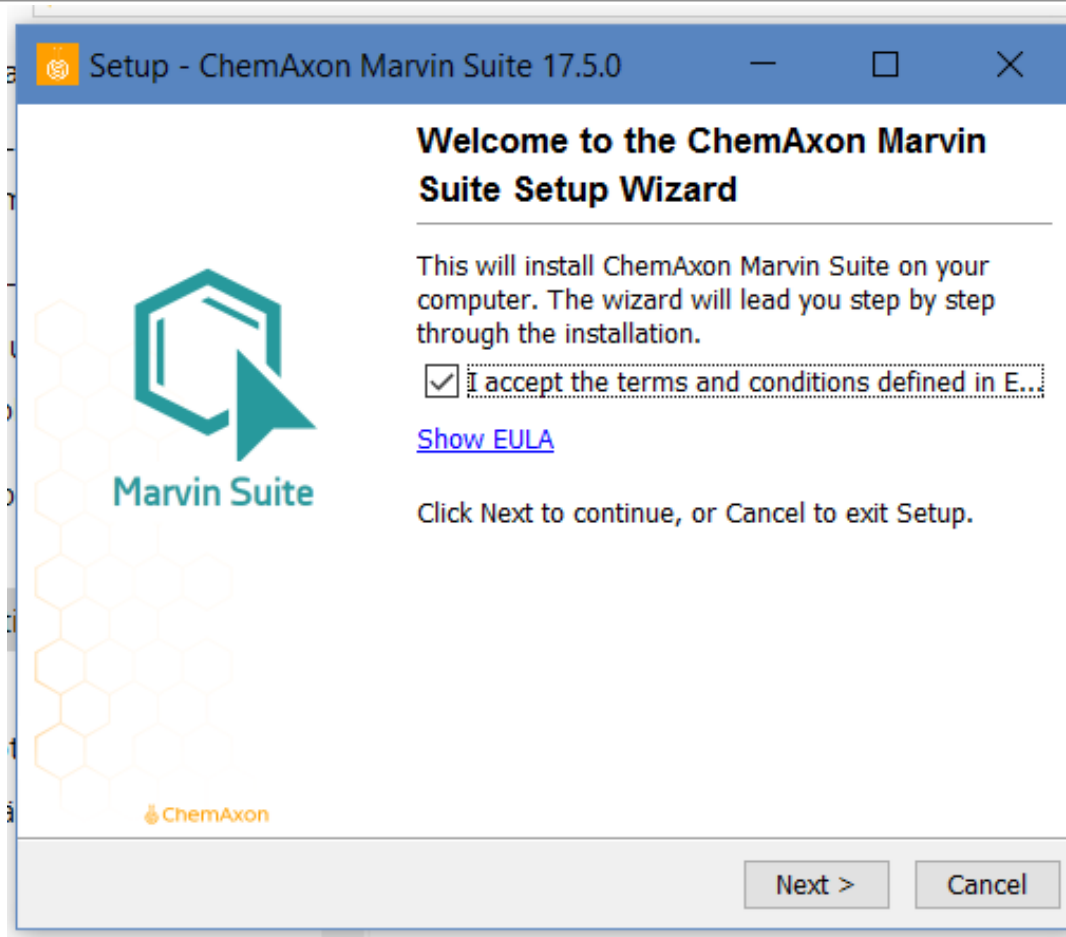 Setup - ChemAxon Marvin Suite 17.5.0
Welcome to the ChemAxon Marvin
Suite Setup Wizard
This will install ChemAxon Marvin Suite on your
computer. The wizard will lead you step by step
through the installation.
I accept the terms and conditions defined in E...
Show EULA
Click Next to continue, or Cancel to exit Setup.
Marvin Suite
ChemAxon
Next >
Cancel